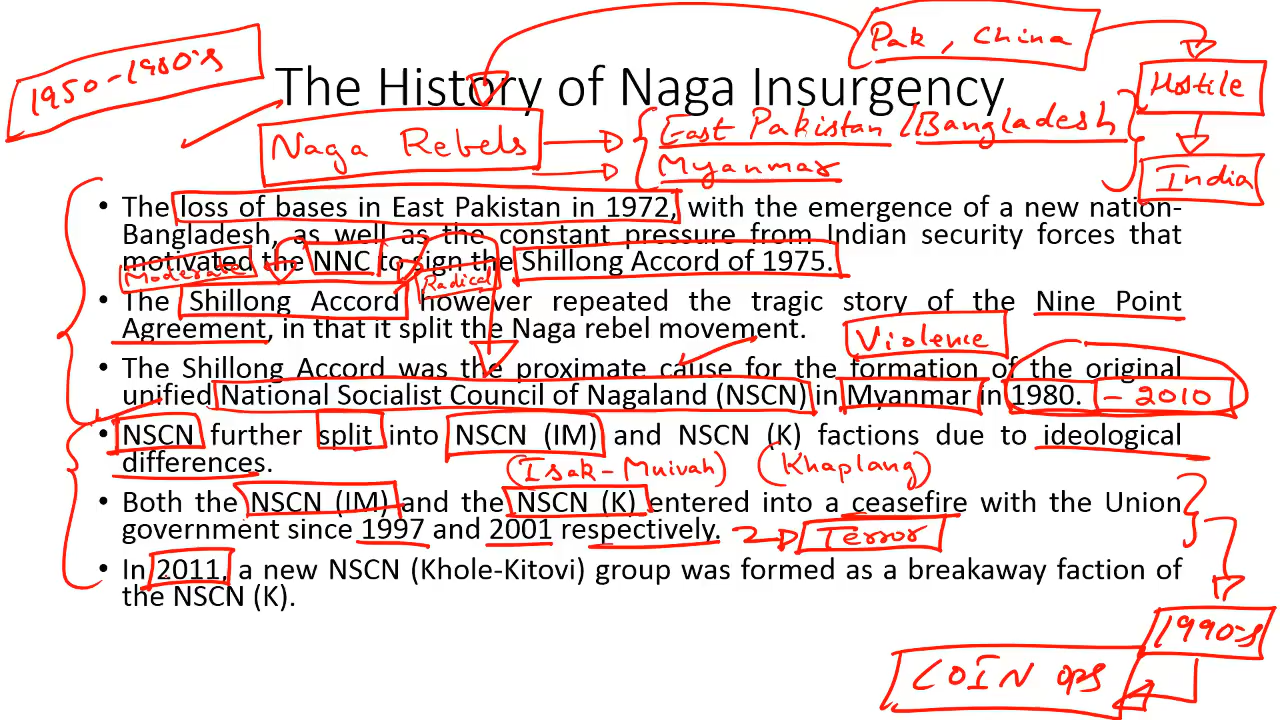 1950-1980's
Pak, China
The History of Naga Insurgency
Hostile
Naga Rebels
East Pakistan / Bangladesh
Myanmar
India
• The loss of bases in East Pakistan in 1972, with the emergence of a new nation-
Bangladesh, as well as the constant pressure from Indian security forces that
motivated the NNC to sign the Shillong Accord of 1975.
Moderate
Radical
• The Shillong Accord however repeated the tragic story of the Nine Point
Agreement, in that it split the Naga rebel movement.
Violence
• The Shillong Accord was the proximate cause for the formation of the original
unified National Socialist Council of Nagaland (NSCN) in Myanmar in 1980. - 2010
• NSCN further split into NSCN (IM) and NSCN (K) factions due to ideological
differences.
(Isak-Muivah) (Khaplang)
• Both the NSCN (IM) and the NSCN (K) entered into a ceasefire with the Union
government since 1997 and 2001 respectively.
Terror
• In 2011, a new NSCN (Khole-Kitovi) group was formed as a breakaway faction of
the NSCN (K).
1990's
COIN ops